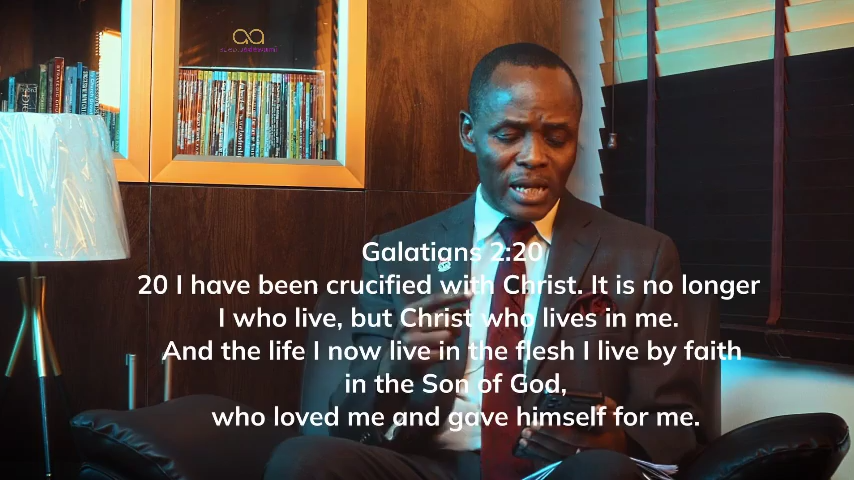 Galatians 2:20
20 I have been crucified with Christ. It is no longer
I who live, but Christ who lives in me.
And the life I now live in the flesh I live by faith
in the Son of God,
who loved me and gave himself for me.